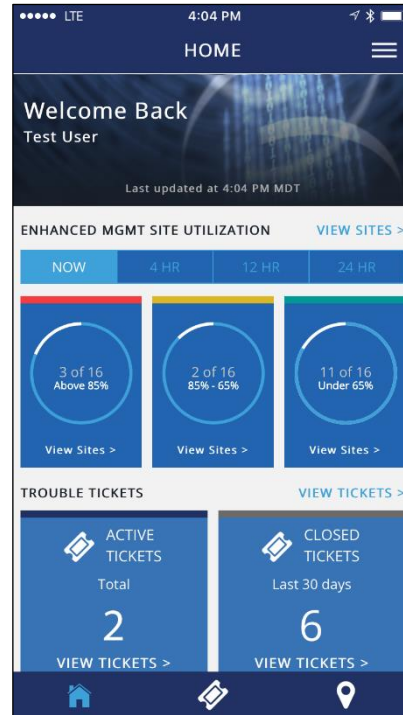 LTE 4:04 PM
HOME
Welcome Back
Test User
Last updated at 4:04 PM MDT
ENHANCED MGMT SITE UTILIZATION VIEW SITES >
NOW 4 HR 12 HR 24 HR
3 of 16 2 of 16 11 of 16
Above 85% 85% - 65% Under 65%
View Sites > View Sites > View Sites >
TROUBLE TICKETS VIEW TICKETS >
ACTIVE CLOSED
TICKETS TICKETS
Total Last 30 days
2 6
VIEW TICKETS > VIEW TICKETS >